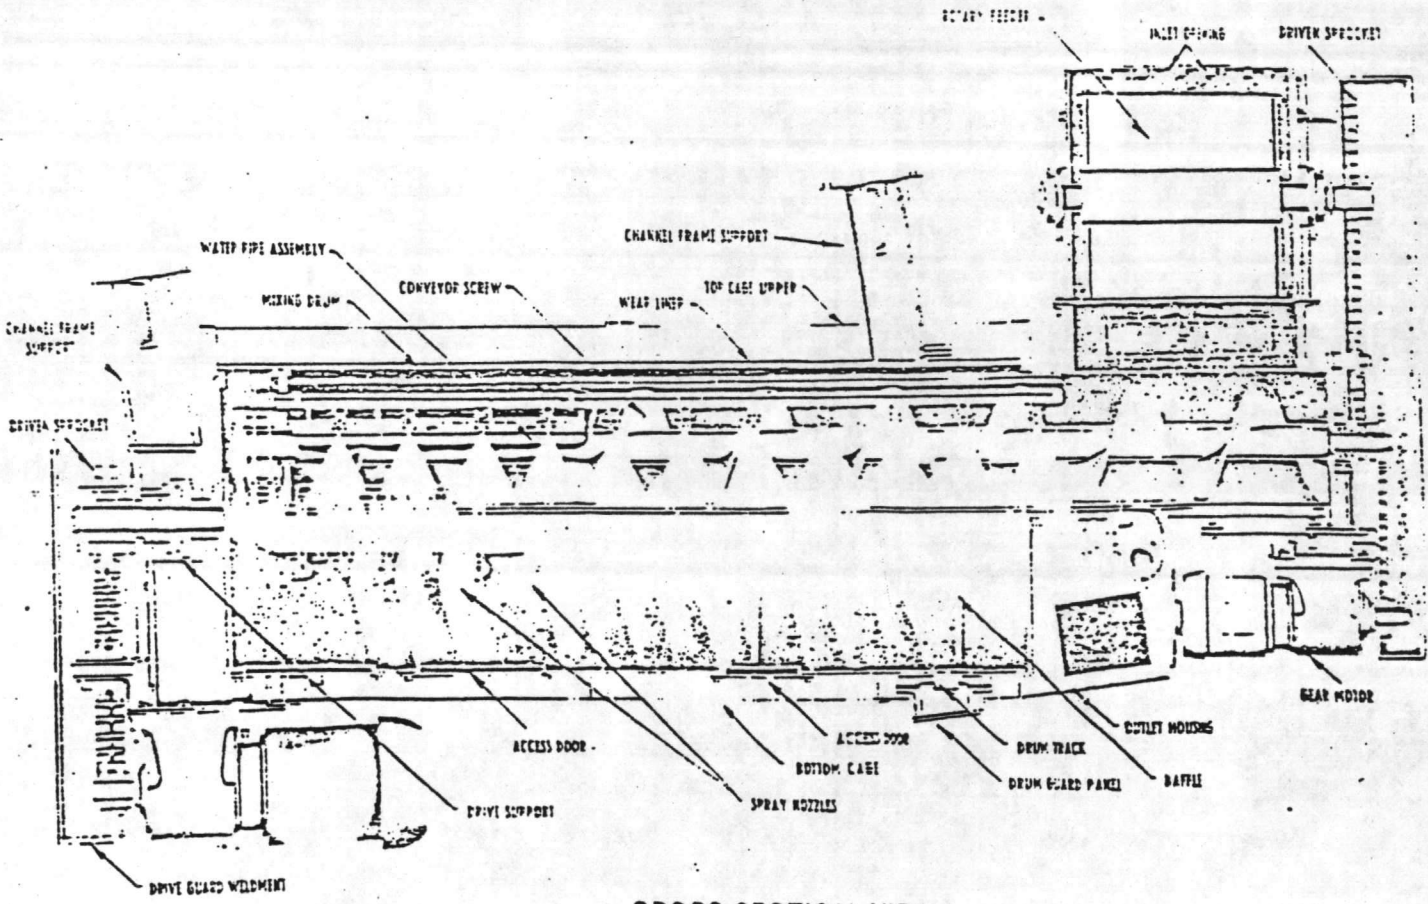 ROTARY FEEDER
INLET OPENING
DRIVEN SPROCKET
CHANNEL FRAME SUPPORT
WATER PIPE ASSEMBLY
CONVEYOR SCREW
TOP CAGE UPPER
MIXING DRUM
WEAR LINER
CHANNEL FRAME
SUPPORT
DRIVEN SPROCKET
GEAR MOTOR
OUTLET HOUSING
ACCESS DOOR
ACCESS DOOR
DRUM TRACK
BOTTOM CAGE
BAFFLE
DRUM GUARD PANEL
SPRAY NOZZLES
DRIVE SUPPORT
DRIVE GUARD WELDMENT